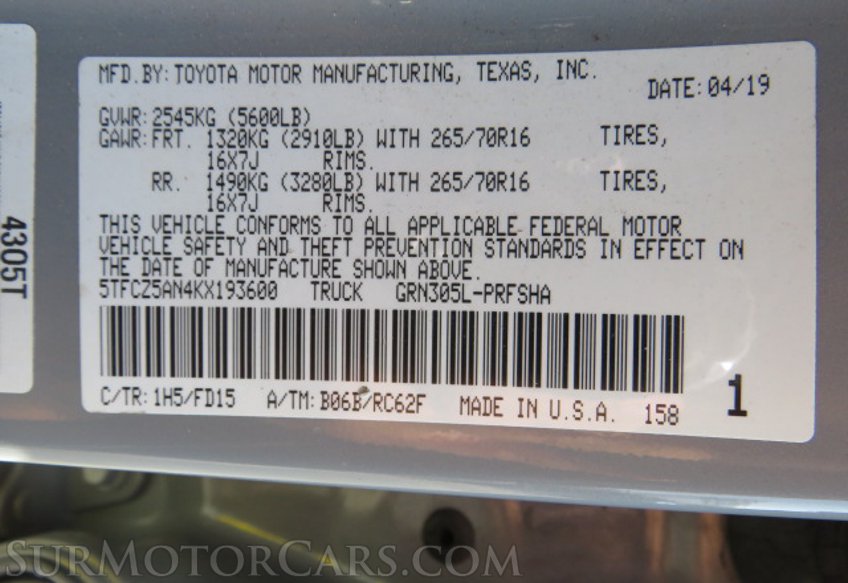 MFD. BY: TOYOTA MOTOR MANUFACTURING, TEXAS, INC.
DATE: 04/19
GVWR: 2545KG (5600LB)
GAWR: FRT. 1320KG (2910LB) WITH 265/70R16 TIRES,
16X7J RIMS.
RR. 1490KG (3280LB) WITH 265/70R16 TIRES,
16X7J RIMS.
THIS VEHICLE CONFORMS TO ALL APPLICABLE FEDERAL MOTOR
VEHICLE SAFETY AND THEFT PREVENTION STANDARDS IN EFFECT ON
THE DATE OF MANUFACTURE SHOWN ABOVE.
5TFCZ5AN4KX193600 TRUCK GRN305L-PRFSHA
C/TR: 1H5/FD15 A/TM: B06B/RC62F MADE IN U.S.A. 158 1
4305T
SURMOTORCARS.COM